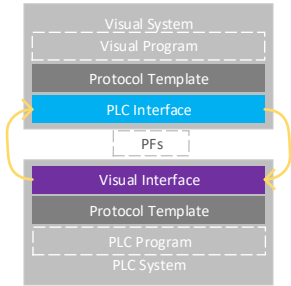 Visual System
Visual Program
Protocol Template
PLC Interface
PFs
Visual Interface
Protocol Template
PLC Program
PLC System